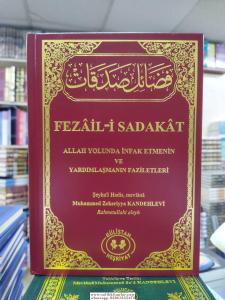 فضائل صدقات
FEZÂİL-İ SADAKÂT
ALLAH YOLUNDA İNFAK ETMENİN
VE
YARDIMLAŞMANIN FAZİLETLERİ
Şeyhu'l Hadis, mevlânâ
Muhammed Zekeriyya KANDEHLEVİ
Rahmetullahi aleyh
GÜLİSTAN
NEŞRİYAT